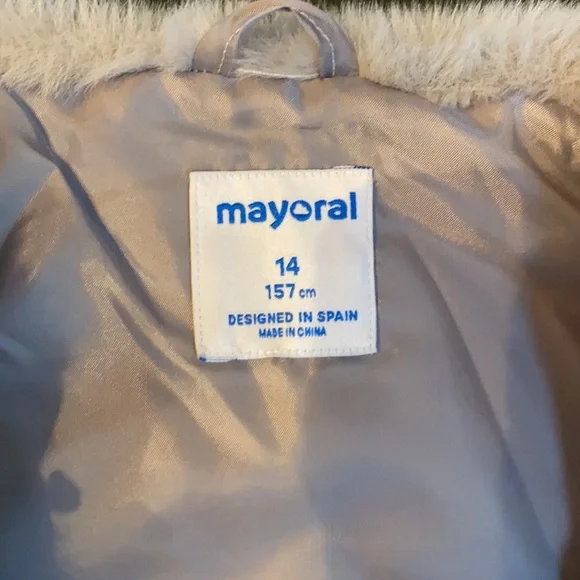 mayoral
14
157 cm
DESIGNED IN SPAIN
MADE IN CHINA